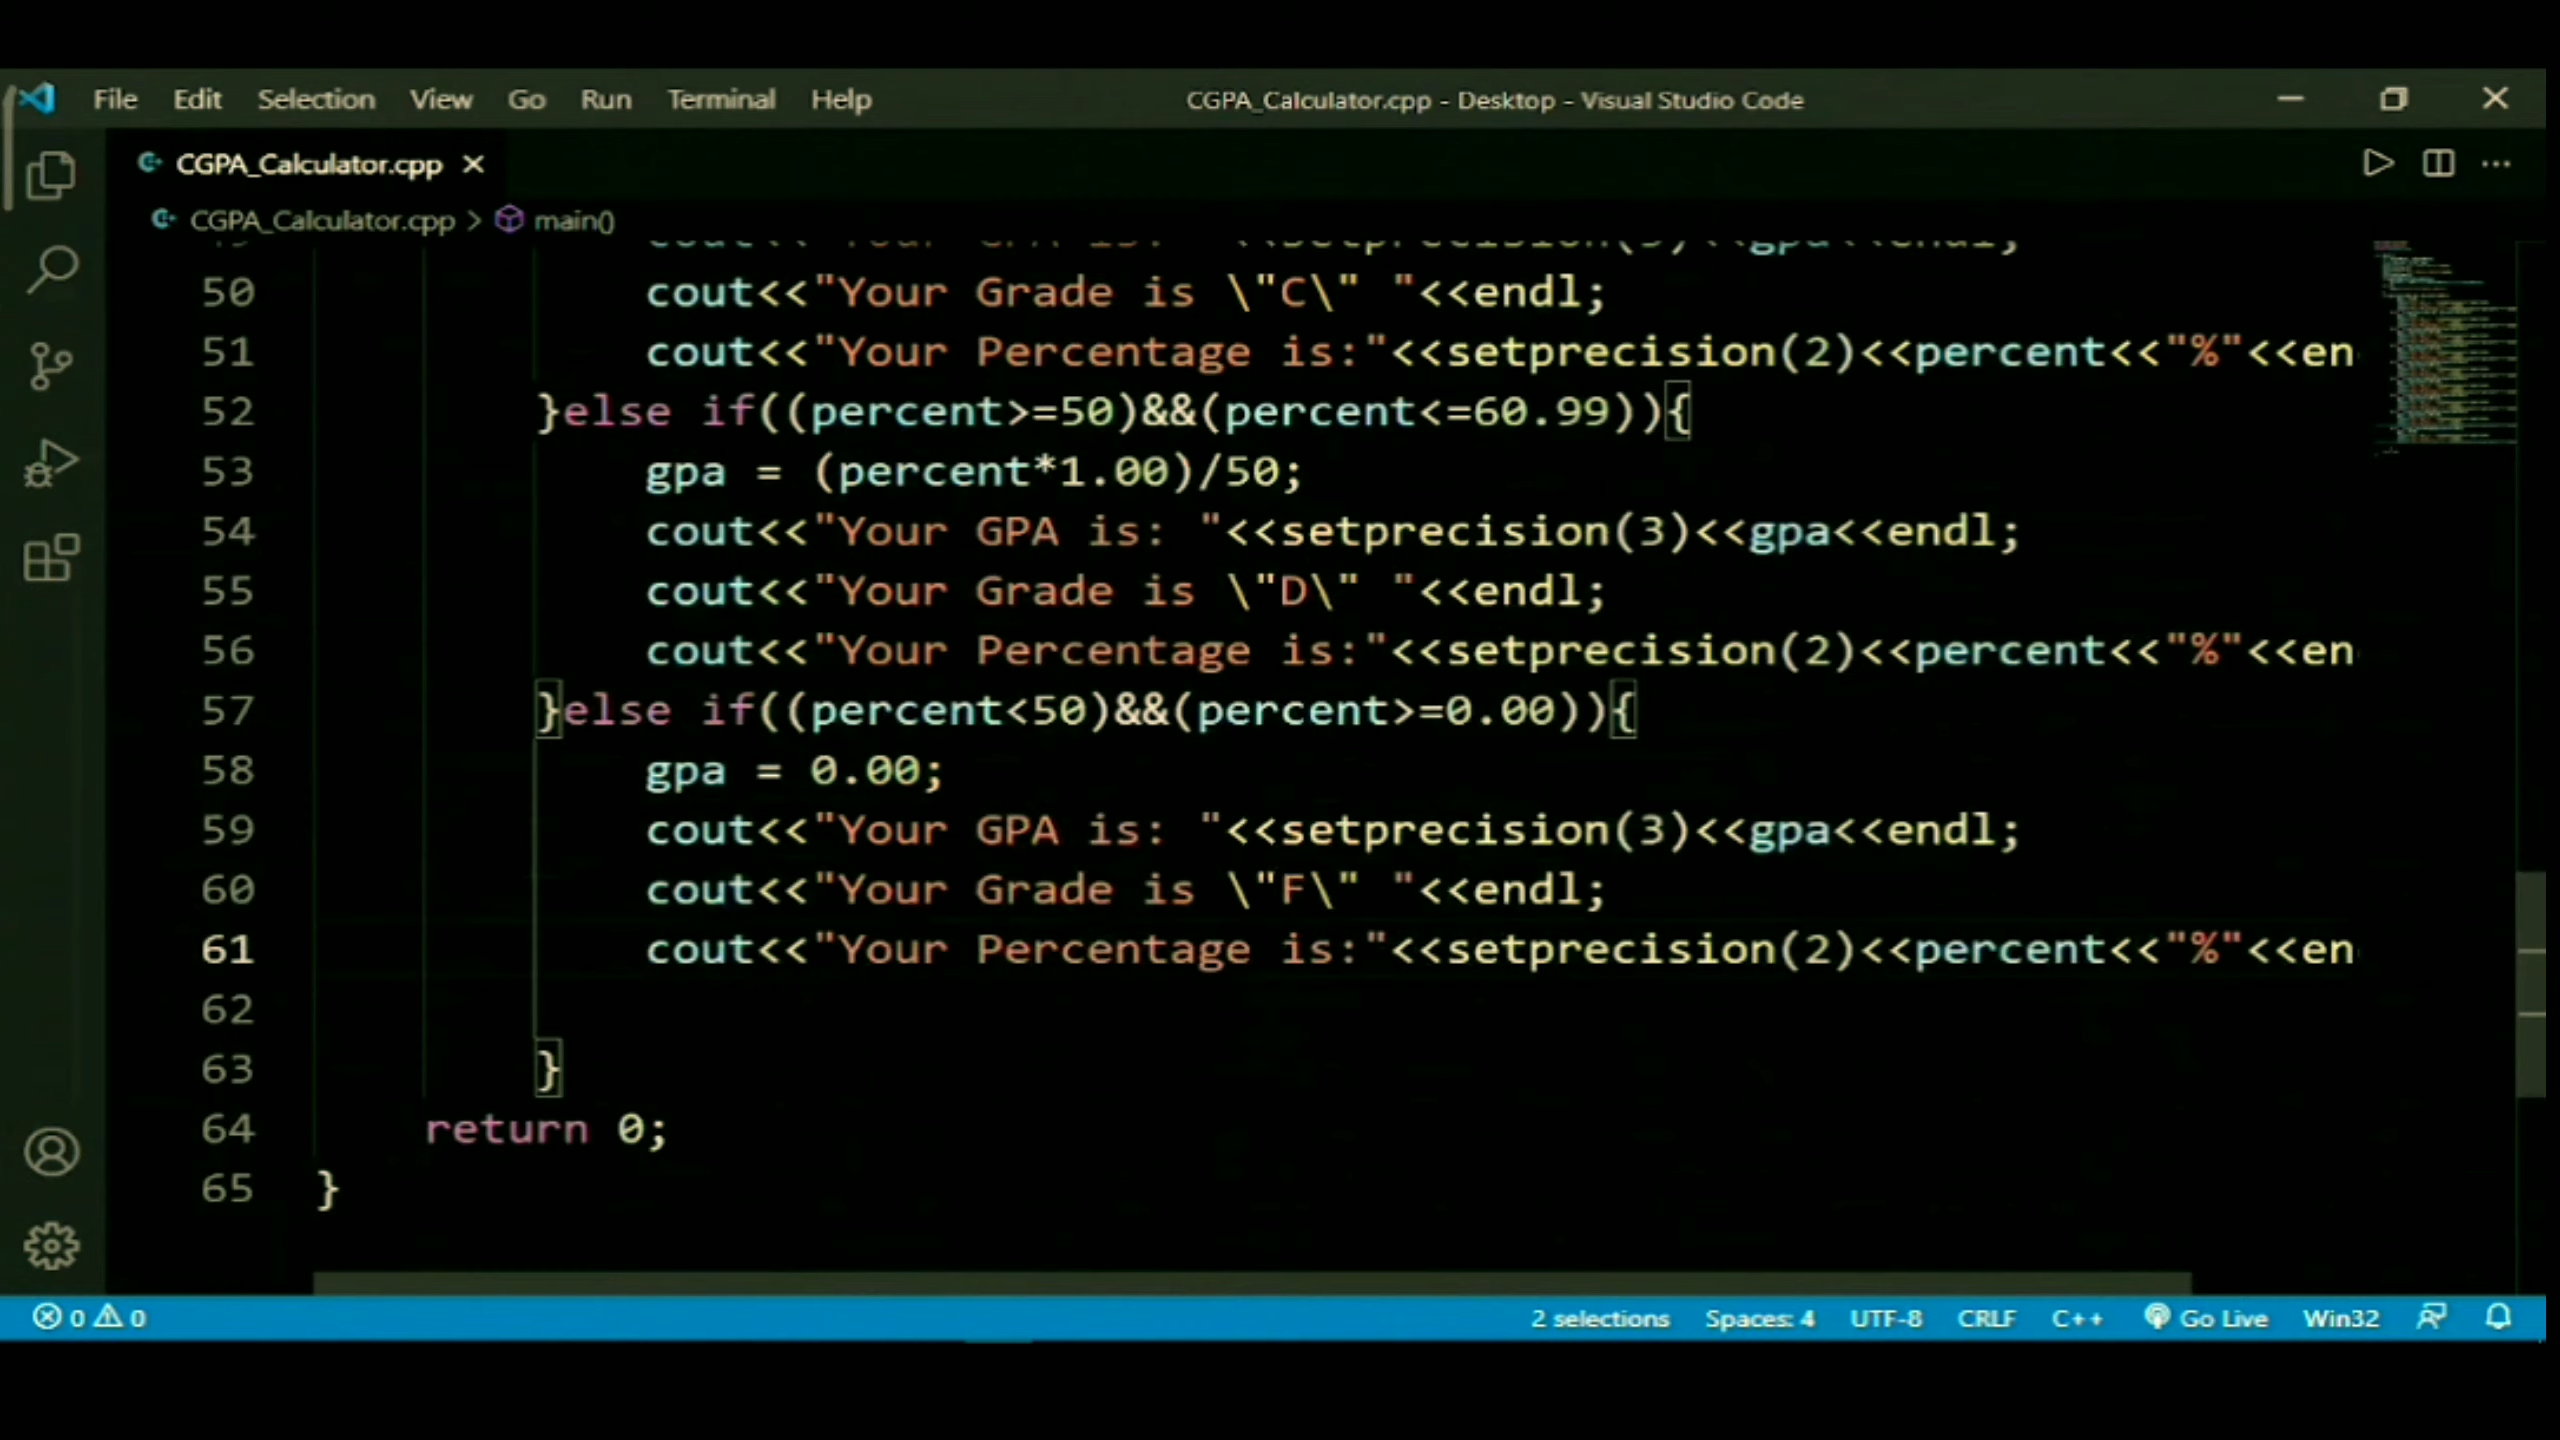 File Edit Selection View Go Run Terminal Help CGPA_Calculator.cpp - Desktop - Visual Studio Code
CGPA_Calculator.cpp
CGPA_Calculator.cpp > main()
50 cout<<"Your Grade is \"C\" "<<endl;
51 cout<<"Your Percentage is:"<<setprecision(2)<<percent<<"%"<<en
52 }else if((percent>=50)&&(percent<=60.99)){
53 gpa = (percent*1.00)/50;
54 cout<<"Your GPA is: "<<setprecision(3)<<gpa<<endl;
55 cout<<"Your Grade is \"D\" "<<endl;
56 cout<<"Your Percentage is:"<<setprecision(2)<<percent<<"%"<<en
57 }else if((percent<50)&&(percent>=0.00)){
58 gpa = 0.00;
59 cout<<"Your GPA is: "<<setprecision(3)<<gpa<<endl;
60 cout<<"Your Grade is \"F\" "<<endl;
61 cout<<"Your Percentage is:"<<setprecision(2)<<percent<<"%"<<en
62
63 }
64 return 0;
65 }
0 0 2 selections Spaces: 4 UTF-8 CRLF C++ Go Live Win32